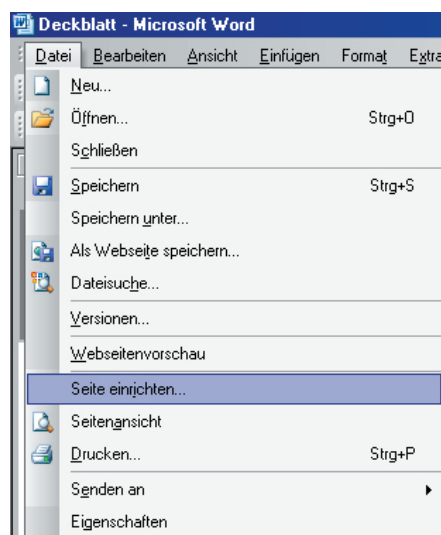 Deckblatt - Microsoft Word
Datei Bearbeiten Ansicht Einfügen Format Extra
Neu...
Öffnen... Strg+O
Schließen
Speichern Strg+S
Speichern unter...
Als Webseite speichern...
Dateisuche...
Versionen...
Webseitenvorschau
Seite einrichten...
Seitenansicht
Drucken... Strg+P
Senden an
Eigenschaften